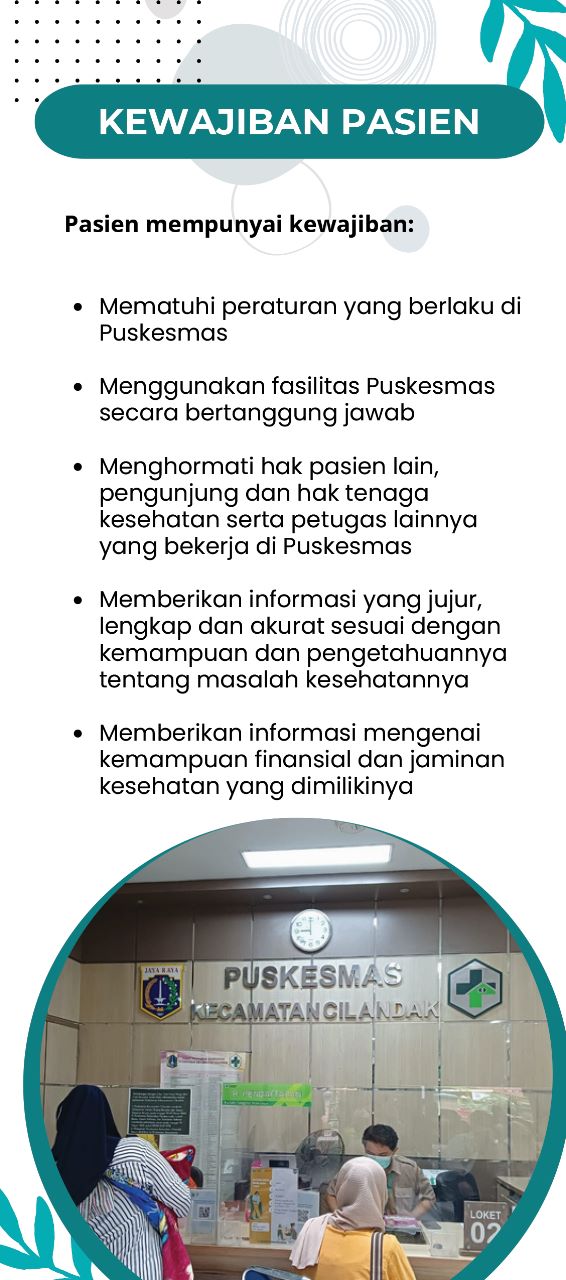 KEWAJIBAN PASIEN
Pasien mempunyai kewajiban:
• Mematuhi peraturan yang berlaku di
Puskesmas
• Menggunakan fasilitas Puskesmas
secara bertanggung jawab
• Menghormati hak pasien lain,
pengunjung dan hak tenaga
kesehatan serta petugas lainnya
yang bekerja di Puskesmas
• Memberikan informasi yang jujur,
lengkap dan akurat sesuai dengan
kemampuan dan pengetahuannya
tentang masalah kesehatannya
• Memberikan informasi mengenai
kemampuan finansial dan jaminan
kesehatan yang dimilikinya
JAYA RAYA
PUSKESMAS
KECAMATAN CILANDAK
PENDAFTARAN
LOKET
02